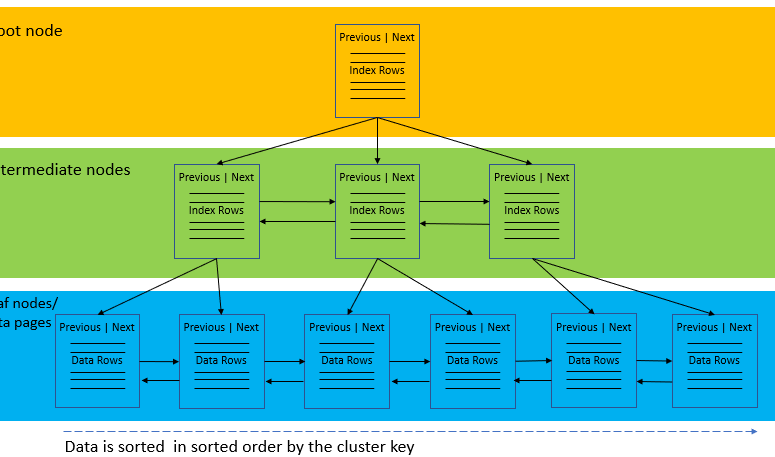 oot node
Previous | Next
Index Rows
termediate nodes
Previous | Next
Index Rows
Previous | Next
Index Rows
Previous | Next
Index Rows
af nodes/
ta pages
Previous | Next
Data Rows
Previous | Next
Data Rows
Previous | Next
Data Rows
Previous | Next
Data Rows
Previous | Next
Data Rows
Previous | Next
Data Rows
Data is sorted  in sorted order by the cluster key